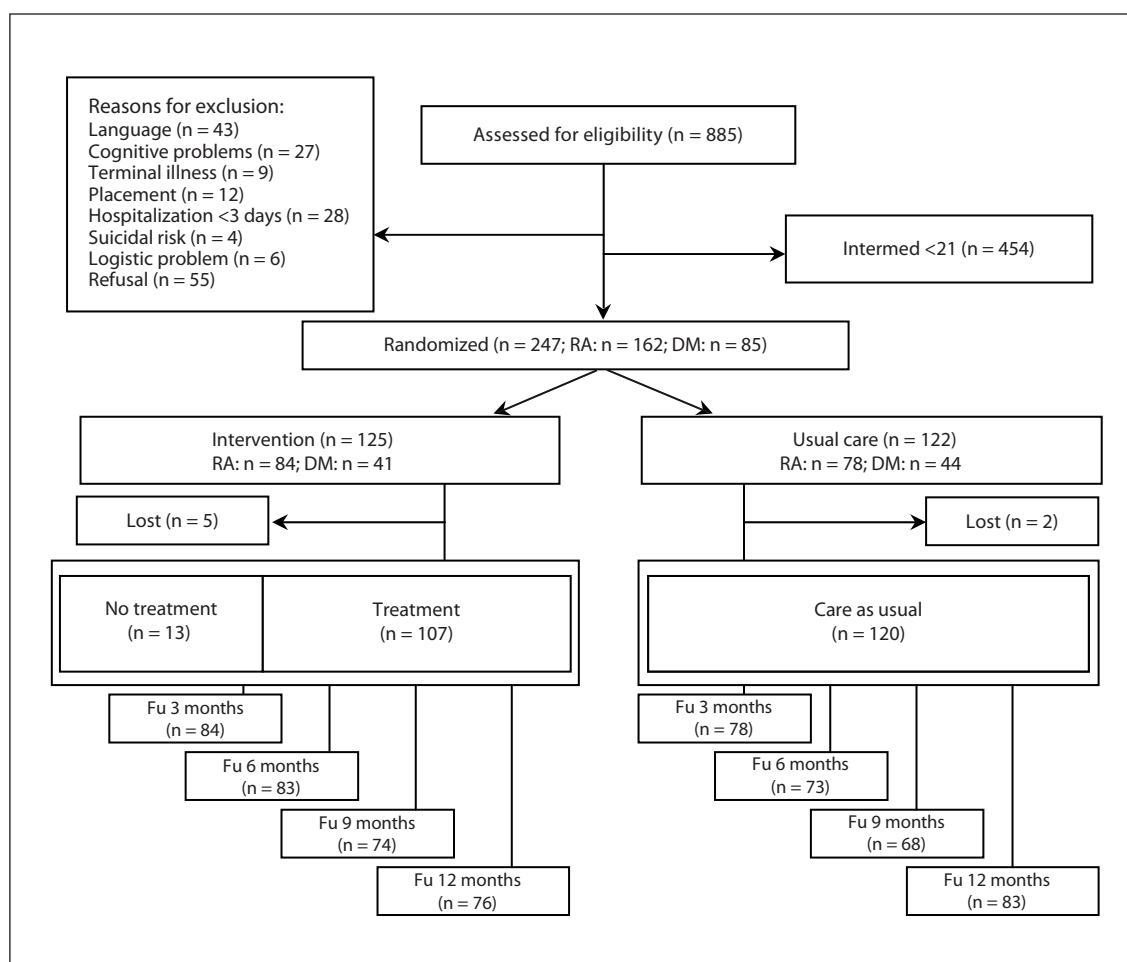 Reasons for exclusion:
Language (n = 43)
Cognitive problems (n = 27)
Terminal illness (n = 9)
Placement (n = 12)
Hospitalization <3 days (n = 28)
Suicidal risk (n = 4)
Logistic problem (n = 6)
Refusal (n = 55)
Assessed for eligibility (n = 885)
Intermed <21 (n = 454)
Randomized (n = 247; RA: n = 162; DM: n = 85)
Intervention (n = 125)
RA: n = 84; DM: n = 41
Usual care (n = 122)
RA: n = 78; DM: n = 44
Lost (n = 5)
Lost (n = 2)
No treatment
(n = 13)
Treatment
(n = 107)
Care as usual
(n = 120)
Fu 3 months
(n = 84)
Fu 6 months
(n = 83)
Fu 9 months
(n = 74)
Fu 12 months
(n = 76)
Fu 3 months
(n = 78)
Fu 6 months
(n = 73)
Fu 9 months
(n = 68)
Fu 12 months
(n = 83)